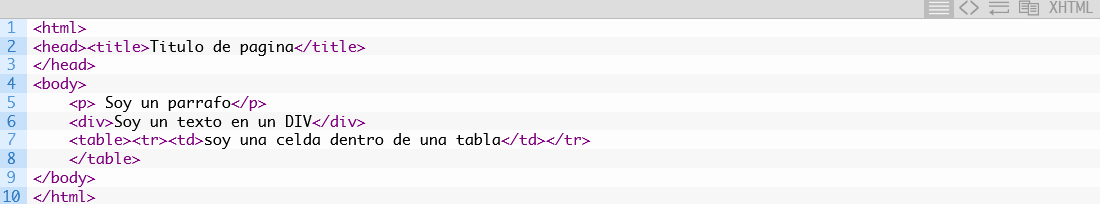 XHTML
1 <html>
2 <head><title>Titulo de pagina</title>
3 </head>
4 <body>
5     <p> Soy un parrafo</p>
6     <div>Soy un texto en un DIV</div>
7     <table><tr><td>soy una celda dentro de una tabla</td></tr>
8     </table>
9 </body>
10 </html>